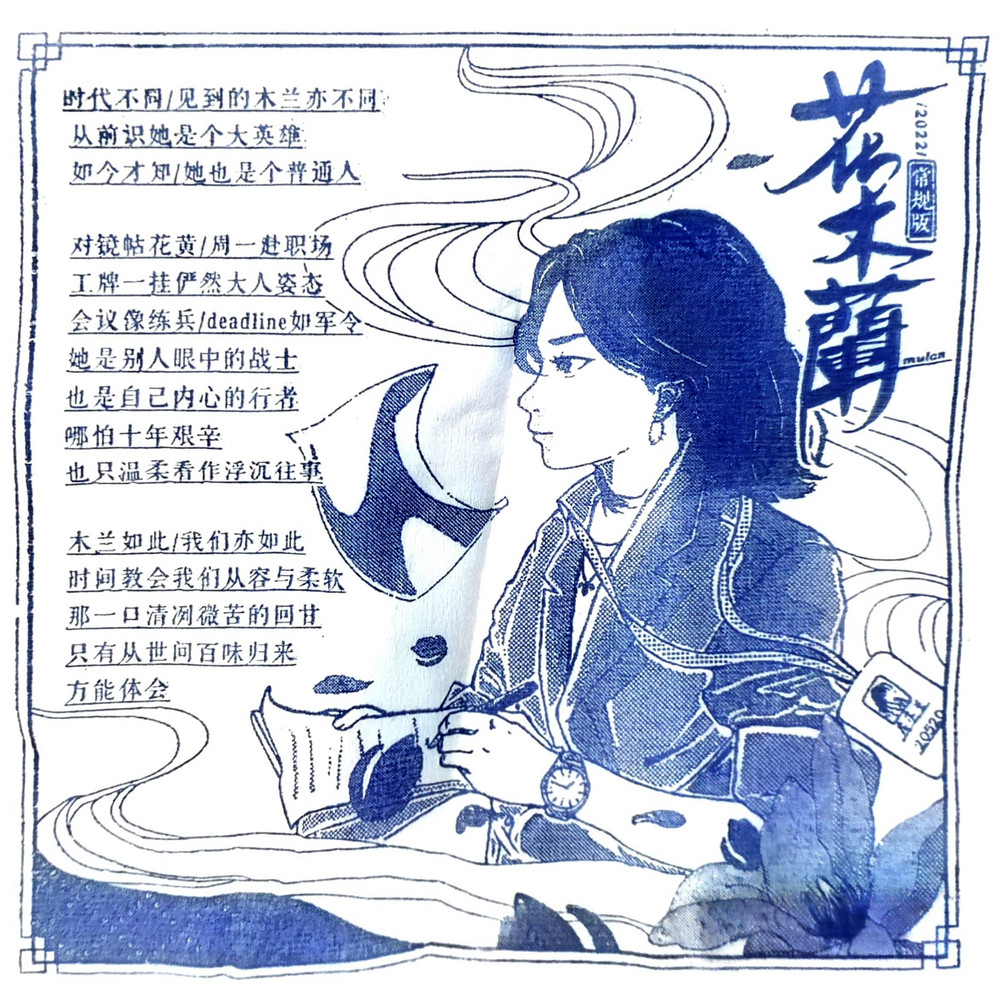 时代不同/见到的木兰亦不同
从前识她是个大英雄
如今才知/她也是个普通人
对镜帖花黄/周一赴职场
工牌一挂俨然大人姿态
会议像练兵/deadline如军令
她是别人眼中的战士
也是自己内心的行者
哪怕十年艰辛
也只温柔看作浮沉往事
木兰如此/我们亦如此
时间教会我们从容与柔软
那一口清冽微苦的回甘
只有从世间百味归来
方能体会
花木蘭
/2022/
常规版
mulan
20520